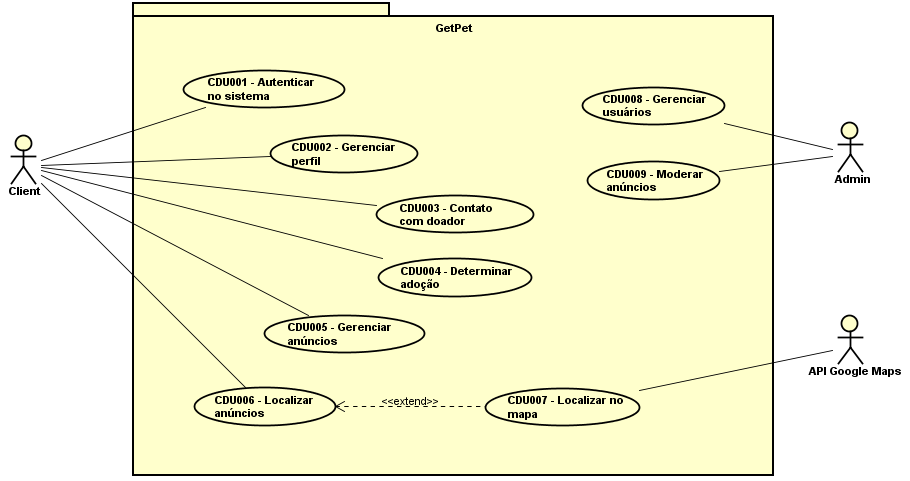 GetPet
CDU001 - Autenticar
no sistema
CDU008 - Gerenciar
usuários
CDU002 - Gerenciar
perfil
Client
CDU009 - Moderar
anúncios
Admin
CDU003 - Contato
com doador
CDU004 - Determinar
adoção
CDU005 - Gerenciar
anúncios
API Google Maps
CDU006 - Localizar
anúncios
<<extend>>
CDU007 - Localizar no
mapa